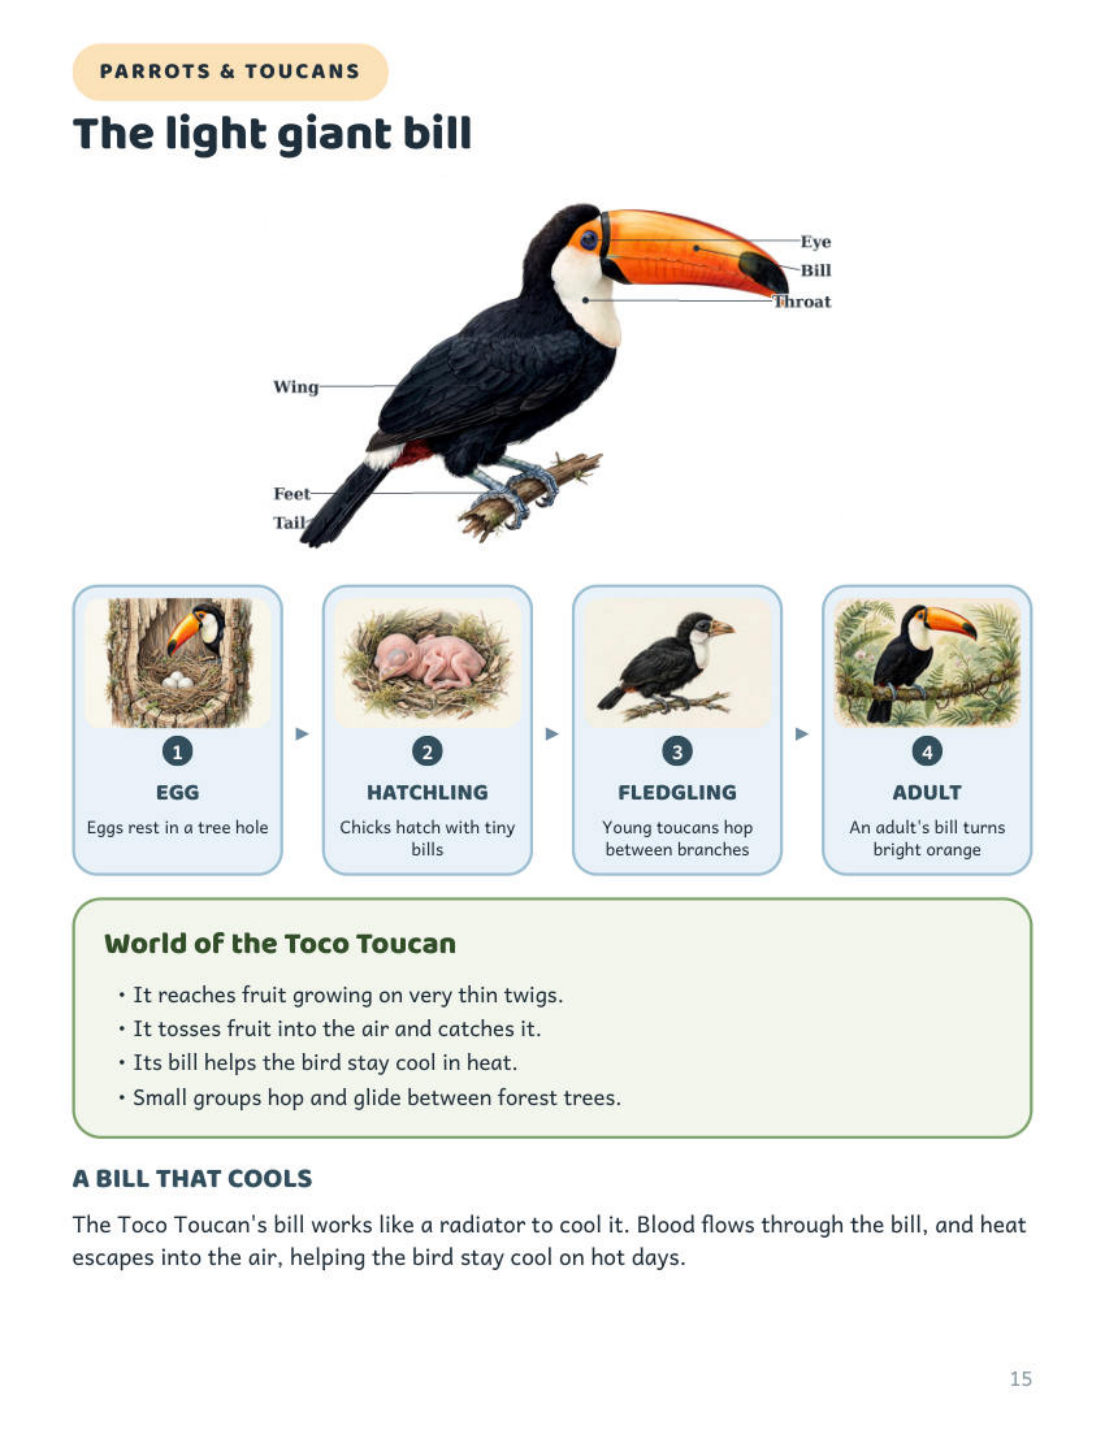 PARROTS & TOUCANS
The light giant bill
Eye
Bill
Throat
Wing
Feet
Tail
1
EGG
Eggs rest in a tree hole
2
HATCHLING
Chicks hatch with tiny
bills
3
FLEDGLING
Young toucans hop
between branches
4
ADULT
An adult's bill turns
bright orange
World of the Toco Toucan
• It reaches fruit growing on very thin twigs.
• It tosses fruit into the air and catches it.
• Its bill helps the bird stay cool in heat.
• Small groups hop and glide between forest trees.
A BILL THAT COOLS
The Toco Toucan's bill works like a radiator to cool it. Blood flows through the bill, and heat
escapes into the air, helping the bird stay cool on hot days.
15